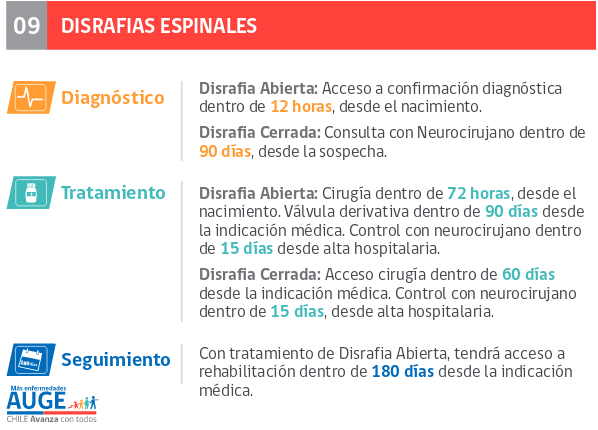 09 DISRAFIAS ESPINALES
Diagnóstico
Disrafia Abierta: Acceso a confirmación diagnóstica
dentro de 12 horas, desde el nacimiento.
Disrafia Cerrada: Consulta con Neurocirujano dentro de
90 días, desde la sospecha.
Tratamiento
Disrafia Abierta: Cirugía dentro de 72 horas, desde el
nacimiento. Válvula derivativa dentro de 90 días desde
la indicación médica. Control con neurocirujano dentro
de 15 días desde alta hospitalaria.
Disrafia Cerrada: Acceso cirugía dentro de 60 días
desde la indicación médica. Control con neurocirujano
dentro de 15 días, desde alta hospitalaria.
180 días
Seguimiento
Con tratamiento de Disrafia Abierta, tendrá acceso a
rehabilitación dentro de 180 días desde la indicación
médica.
Más enfermedades
AUGE
CHILE Avanza con todos